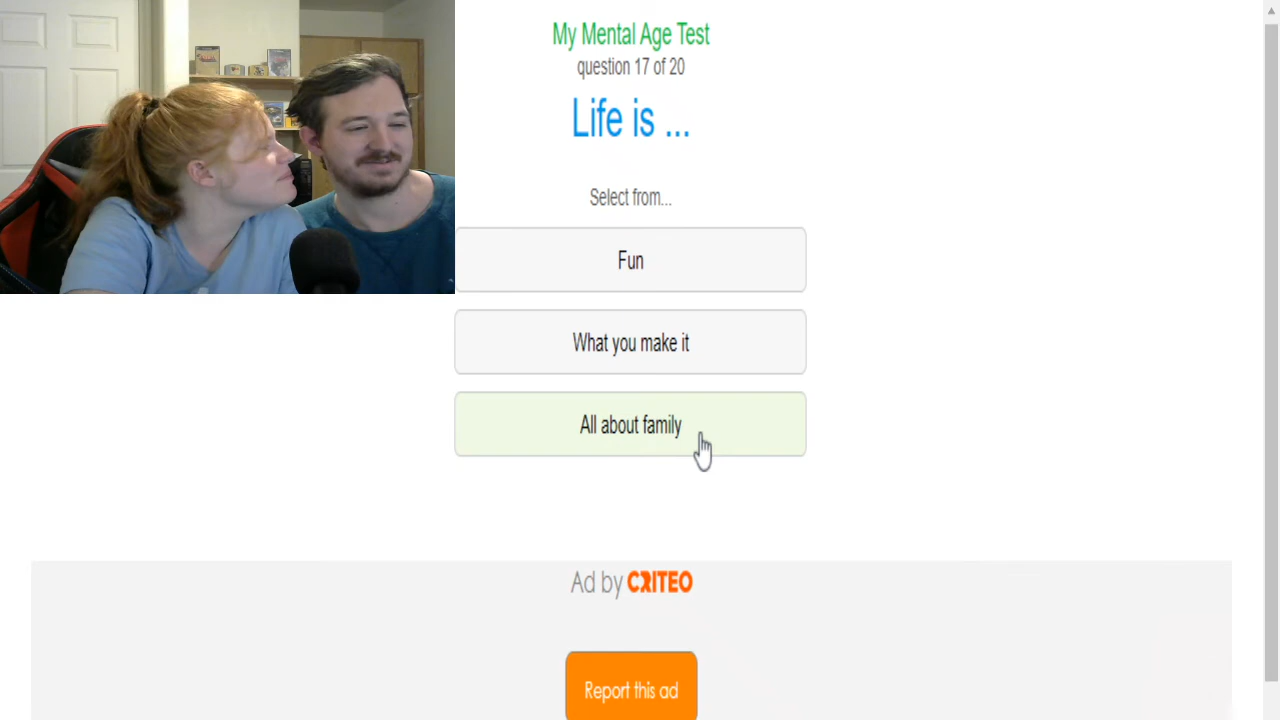 My Mental Age Test
question 17 of 20
Life is ...
Select from...
Fun
What you make it
All about family
Ad by CRITEO
Report this ad